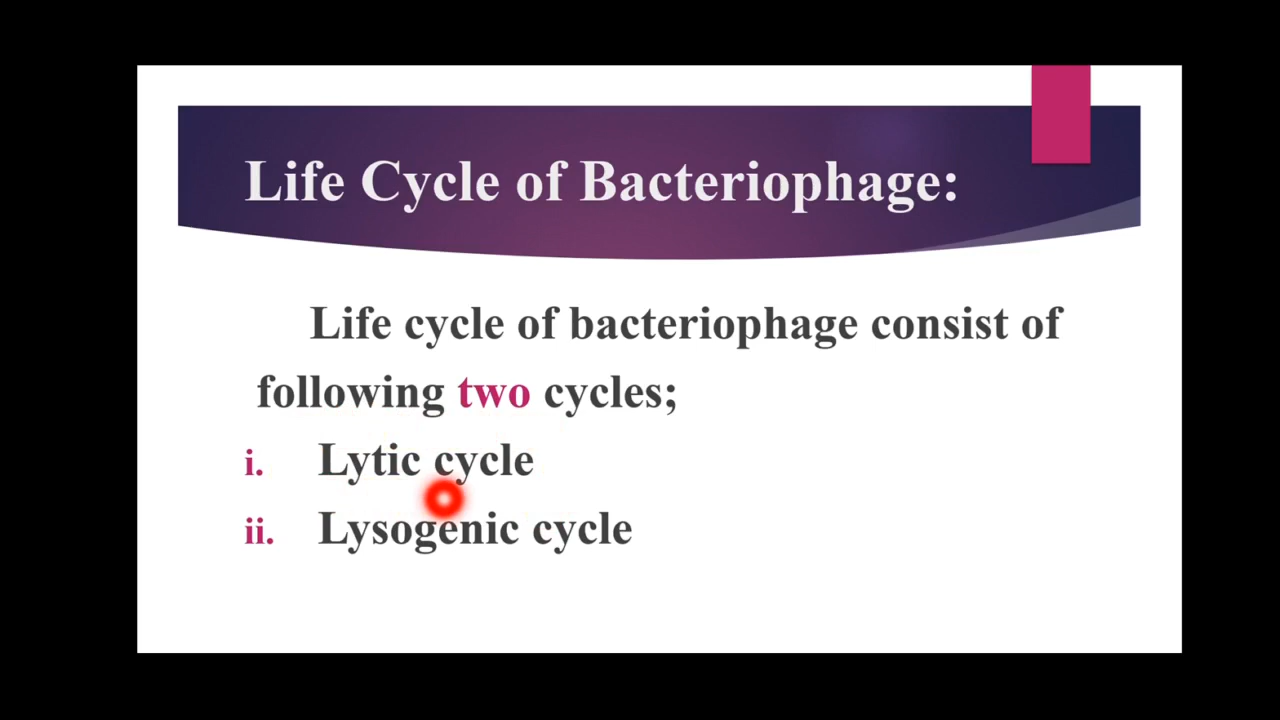 Life Cycle of Bacteriophage:
Life cycle of bacteriophage consist of
following two cycles;
i. Lytic cycle
ii. Lysogenic cycle